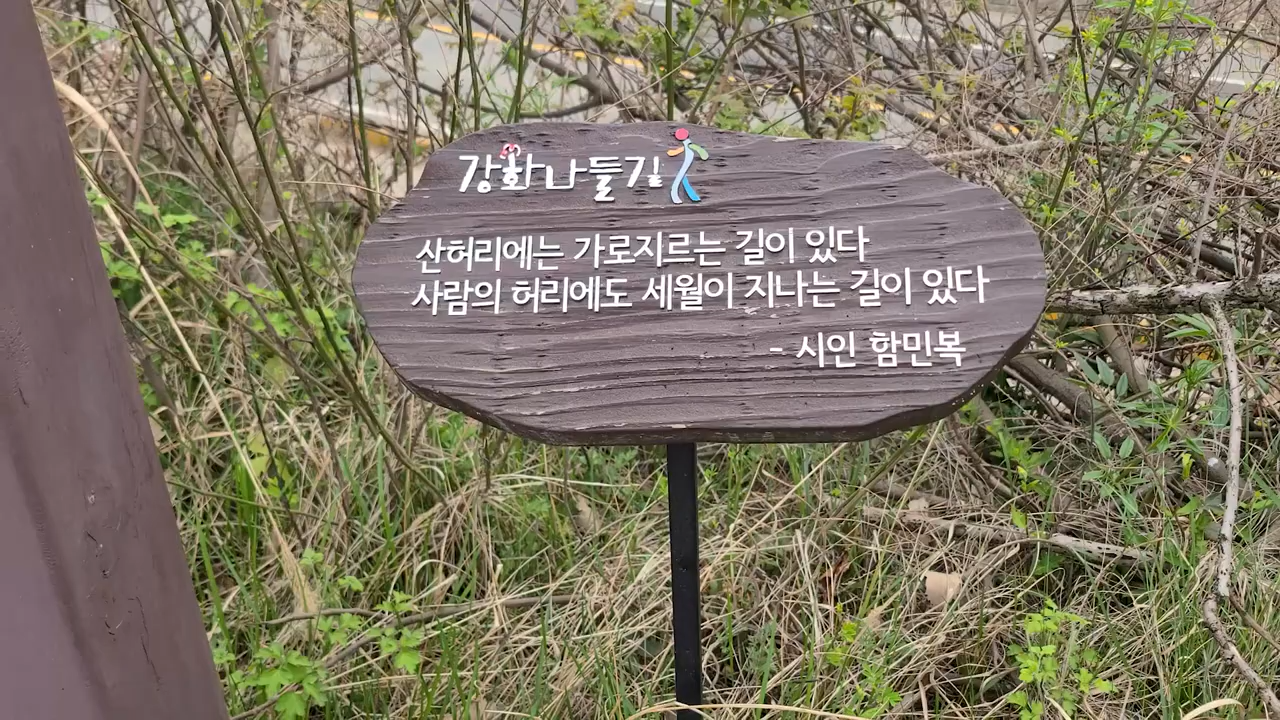 강화나들길
산허리에는 가로지르는 길이 있다
사람의 허리에도 세월이 지나는 길이 있다
- 시인 함민복